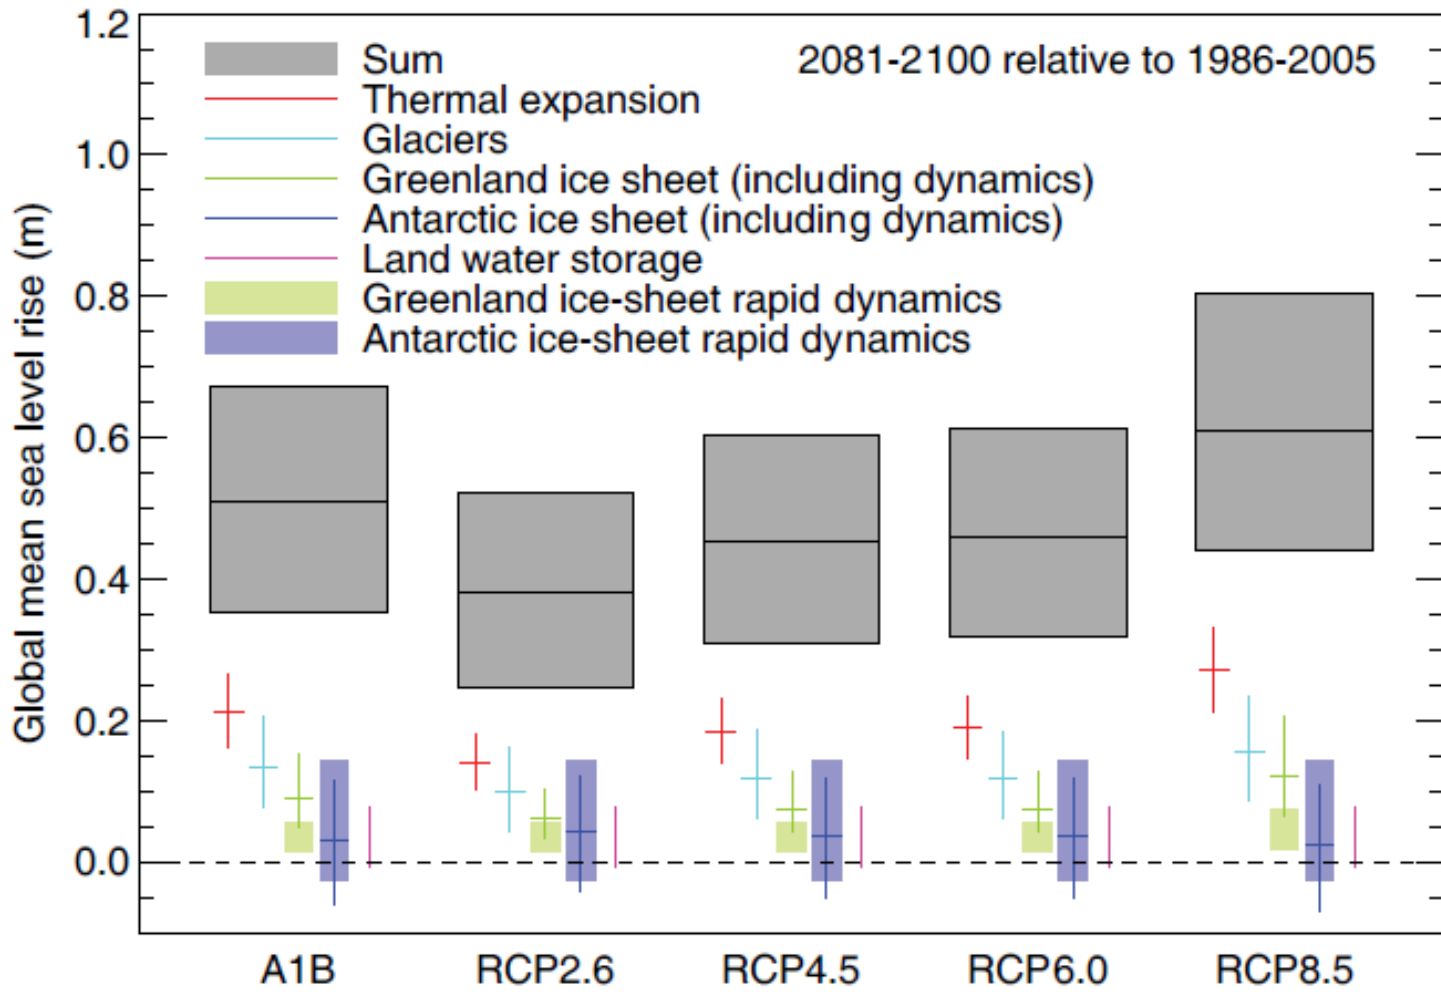 1.2
1.0
0.8
0.6
0.4
0.2
0.0
Global mean sea level rise (m)
Sum
2081-2100 relative to 1986-2005
Thermal expansion
Glaciers
Greenland ice sheet (including dynamics)
Antarctic ice sheet (including dynamics)
Land water storage
Greenland ice-sheet rapid dynamics
Antarctic ice-sheet rapid dynamics
A1B
RCP2.6
RCP4.5
RCP6.0
RCP8.5